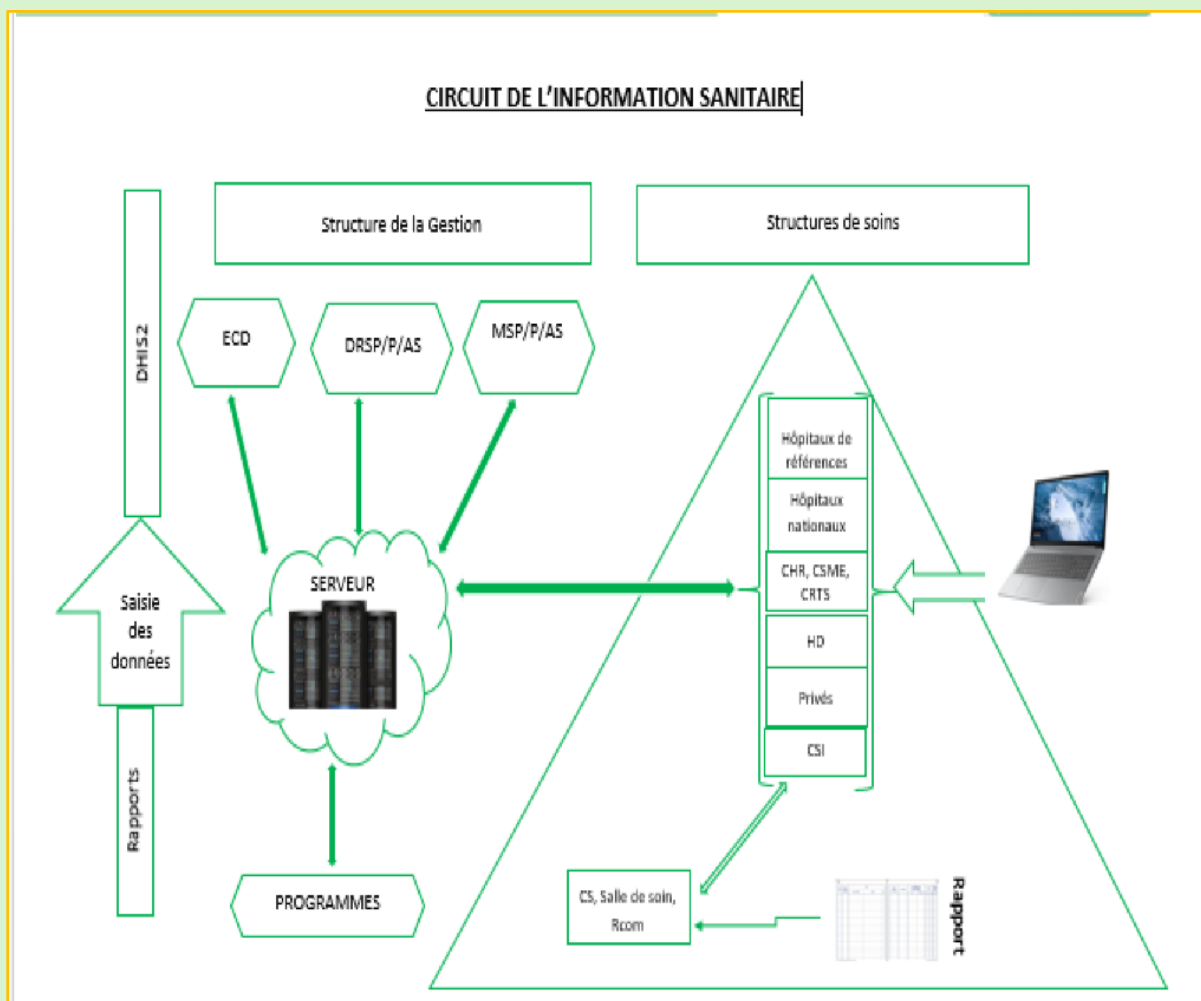 CIRCUIT DE L'INFORMATION SANITAIRE
Structure de la Gestion
Structures de soins
DHIS2
ECD
DRSP/P/AS
MSP/P/AS
Hôpitaux de
références
Hôpitaux
nationaux
CHR, CSME,
CRTS
HD
Privés
CSI
SERVEUR
Saisie
des
données
Rapports
PROGRAMMES
CS, Salle de soin,
Rcom
Rapport